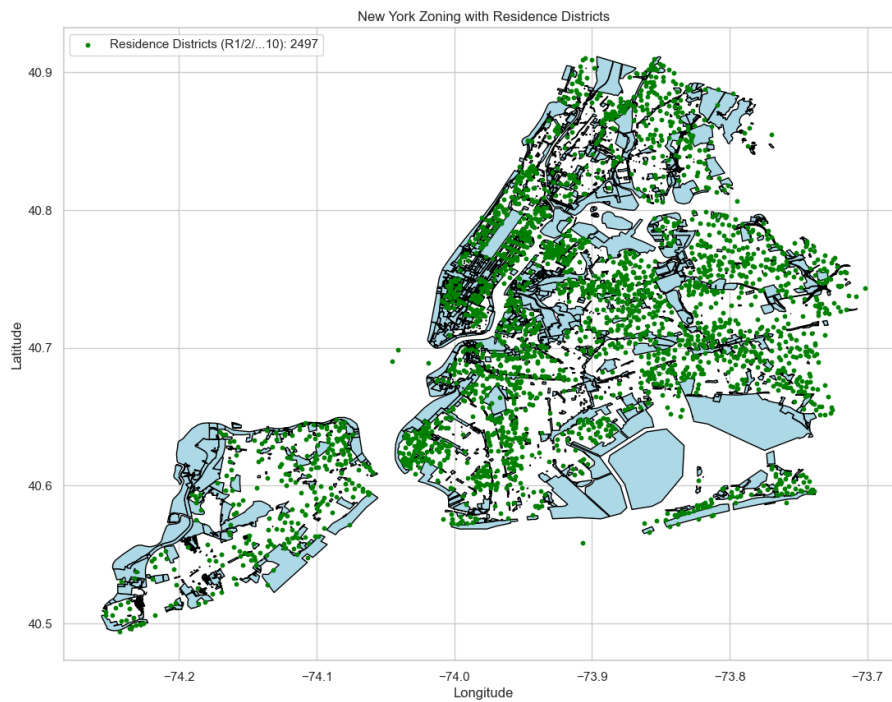 New York Zoning with Residence Districts
Residence Districts (R1/2/...10): 2497
40.9
40.8
40.7
40.6
40.5
Latitude
−74.2
−74.1
−74.0
−73.9
−73.8
−73.7
Longitude